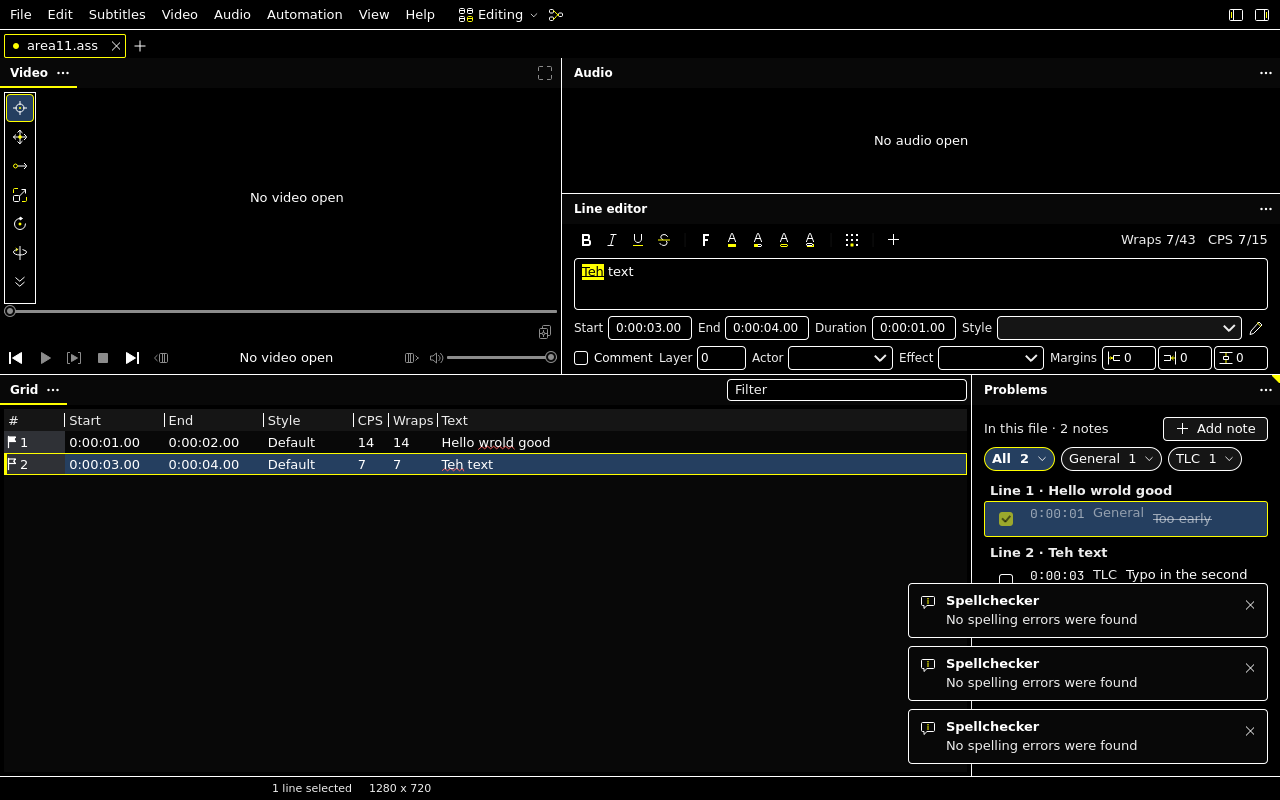 File Edit Subtitles Video Audio Automation View Help Editing
area11.ass
Video
Audio
No video open
No audio open
Line editor
B I U S F A A A A Wraps 7/43 CPS 7/15
Teh text
Start 0:00:03.00 End 0:00:04.00 Duration 0:00:01.00 Style
No video open
Comment Layer 0 Actor Effect Margins 0 0 0
Grid
Filter
# Start End Style CPS Wraps Text
1 0:00:01.00 0:00:02.00 Default 14 14 Hello wrold good
2 0:00:03.00 0:00:04.00 Default 7 7 Teh text
Problems
In this file · 2 notes
Add note
All 2 General 1 TLC 1
Line 1 · Hello wrold good
0:00:01 General Too early
Line 2 · Teh text
0:00:03 TLC Typo in the second
Spellchecker
No spelling errors were found
Spellchecker
No spelling errors were found
Spellchecker
No spelling errors were found
1 line selected 1280 x 720